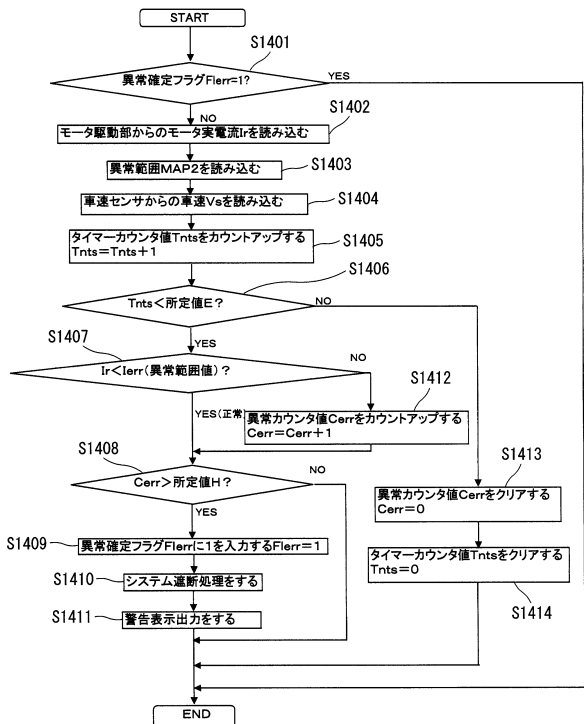 START
S1401
異常確定フラグFlerr=1?
YES
NO
S1402
モータ駆動部からのモータ実電流Irを読み込む
S1403
異常範囲MAP2を読み込む
S1404
車速センサからの車速Vsを読み込む
S1405
タイマーカウンタ値Tntsをカウントアップする
Tnts=Tnts+1
S1406
Tnts<所定値E?
NO
YES
S1407
Ir<Ierr(異常範囲値)?
NO
S1412
YES(正常)
異常カウンタ値Cerrをカウントアップする
Cerr=Cerr+1
S1408
Cerr>所定値H?
NO
YES
S1413
異常カウンタ値Cerrをクリアする
Cerr=0
S1409
異常確定フラグFlerrに1を入力するFlerr=1
タイマーカウンタ値Tntsをクリアする
Tnts=0
S1410
システム遮断処理をする
S1414
S1411
警告表示出力をする
END